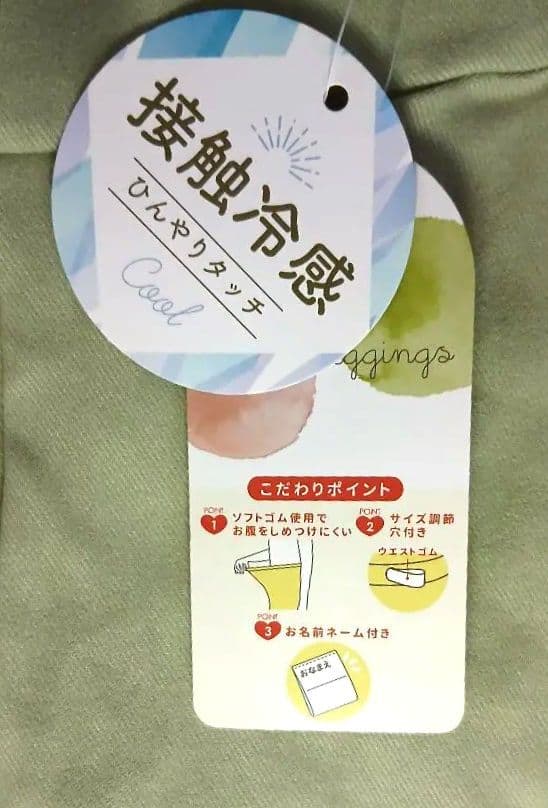 接触冷感
ひんやりタッチ
Cool
ggings
こだわりポイント
POINT
1
ソフトゴム使用で
お腹をしめつけにくい
POINT
2
サイズ調節
穴付き
ウエストゴム
POINT
3
お名前ネーム付き
おなまえ